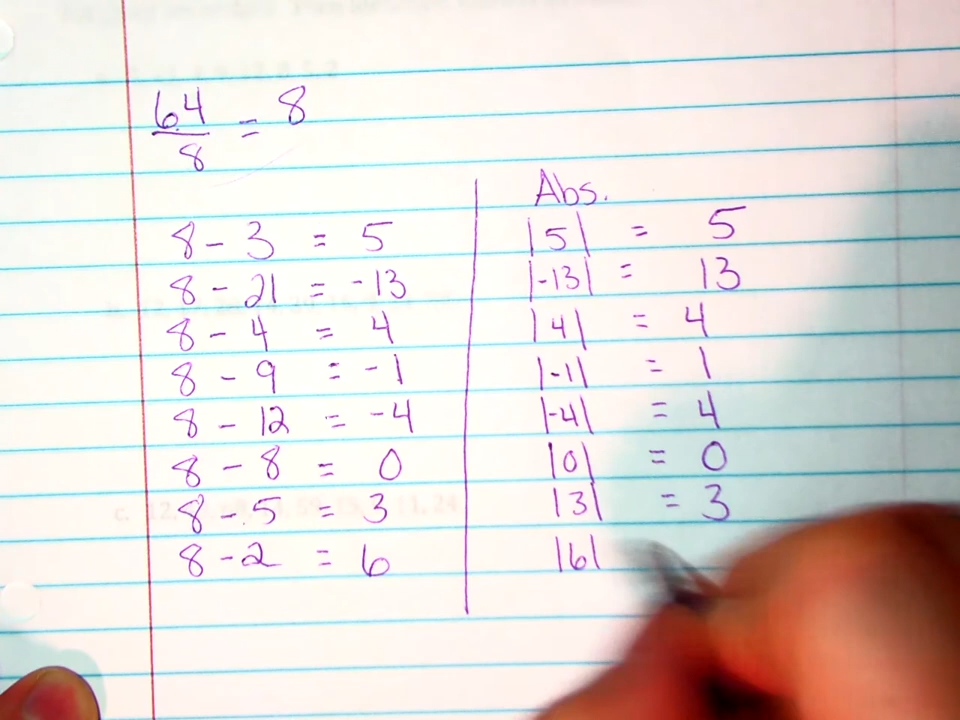 64/8 = 8
Abs.
8 - 3 = 5 |5| = 5
8 - 21 = -13 |-13| = 13
8 - 4 = 4 |4| = 4
8 - 9 = -1 |-1| = 1
8 - 12 = -4 |-4| = 4
8 - 8 = 0 |0| = 0
8 - 5 = 3 |3| = 3
8 - 2 = 6 |6|